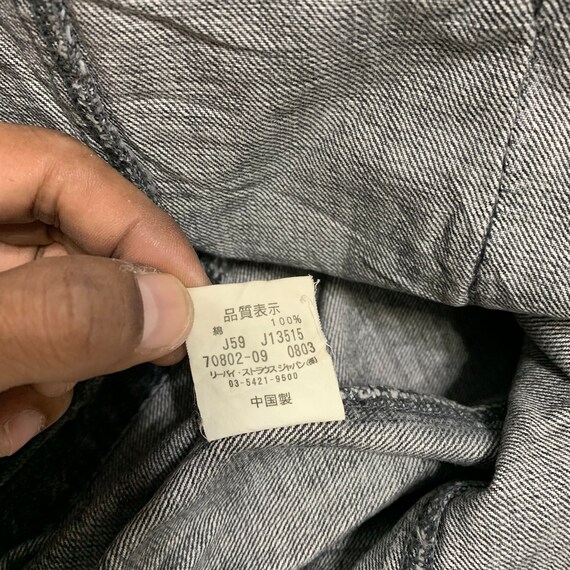 品質表示
綿 100%
J59 J13515
70802-09 0803
リーバイ・ストラウス ジャパン㈱
03-5421-9500
中国製